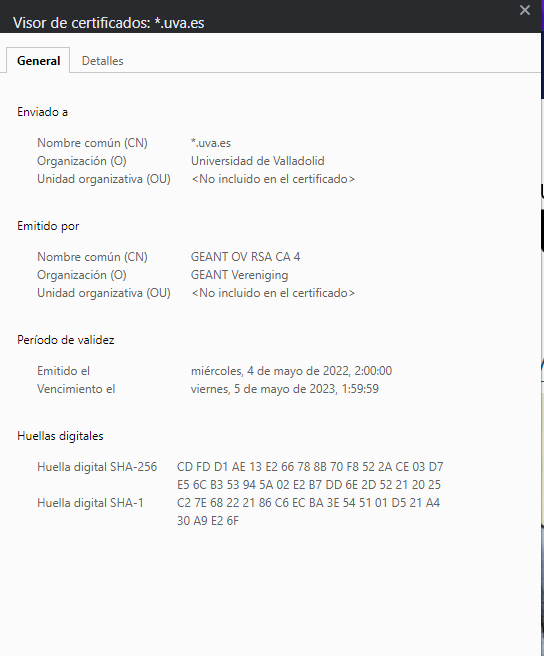 Visor de certificados: *.uva.es
General Detalles
Enviado a
Nombre común (CN) *.uva.es
Organización (O) Universidad de Valladolid
Unidad organizativa (OU) <No incluido en el certificado>
Emitido por
Nombre común (CN) GEANT OV RSA CA 4
Organización (O) GEANT Vereniging
Unidad organizativa (OU) <No incluido en el certificado>
Período de validez
Emitido el miércoles, 4 de mayo de 2022, 2:00:00
Vencimiento el viernes, 5 de mayo de 2023, 1:59:59
Huellas digitales
Huella digital SHA-256 CD FD D1 AE 13 E2 66 78 8B 70 F8 52 2A CE 03 D7
E5 6C B3 53 94 5A 02 E2 B7 DD 6E 2D 52 21 20 25
Huella digital SHA-1 C2 7E 68 22 21 86 C6 EC BA 3E 54 51 01 D5 21 A4
30 A9 E2 6F